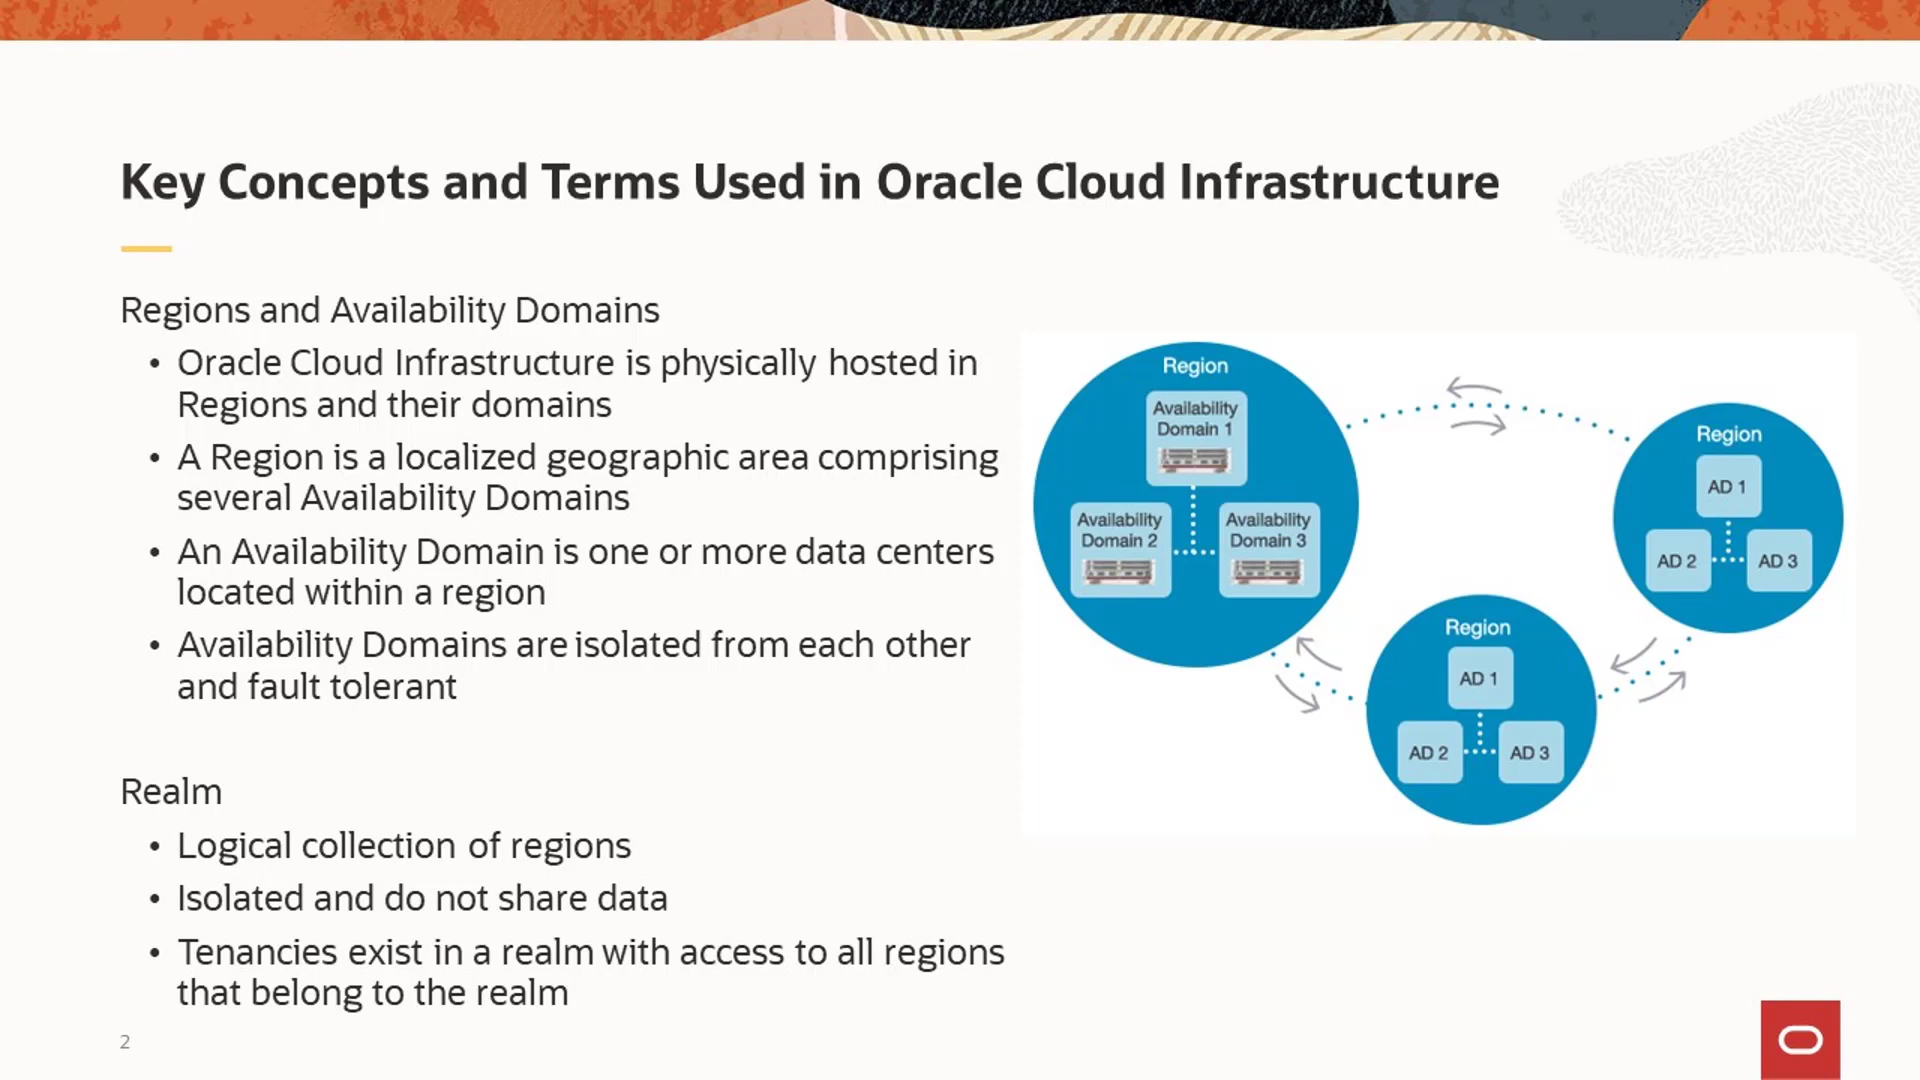 Key Concepts and Terms Used in Oracle Cloud Infrastructure
Regions and Availability Domains
• Oracle Cloud Infrastructure is physically hosted in
Regions and their domains
• A Region is a localized geographic area comprising
several Availability Domains
• An Availability Domain is one or more data centers
located within a region
• Availability Domains are isolated from each other
and fault tolerant
Realm
• Logical collection of regions
• Isolated and do not share data
• Tenancies exist in a realm with access to all regions
that belong to the realm
Region
Availability
Domain 1
Availability
Domain 2
Availability
Domain 3
Region
AD 1
AD 2
AD 3
Region
AD 1
AD 2
AD 3
2